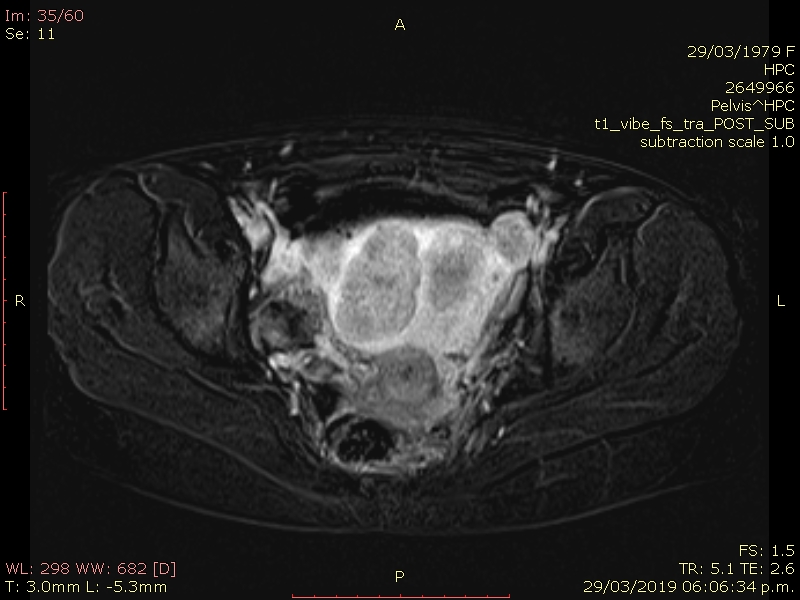 Im: 35/60
Se: 11
A
29/03/1979 F
HPC
2649966
Pelvis^HPC
t1_vibe_fs_tra_POST_SUB
subtraction scale 1.0
R
L
WL: 298 WW: 682 [D]
T: 3.0mm L: -5.3mm
P
FS: 1.5
TR: 5.1 TE: 2.6
29/03/2019 06:06:34 p.m.